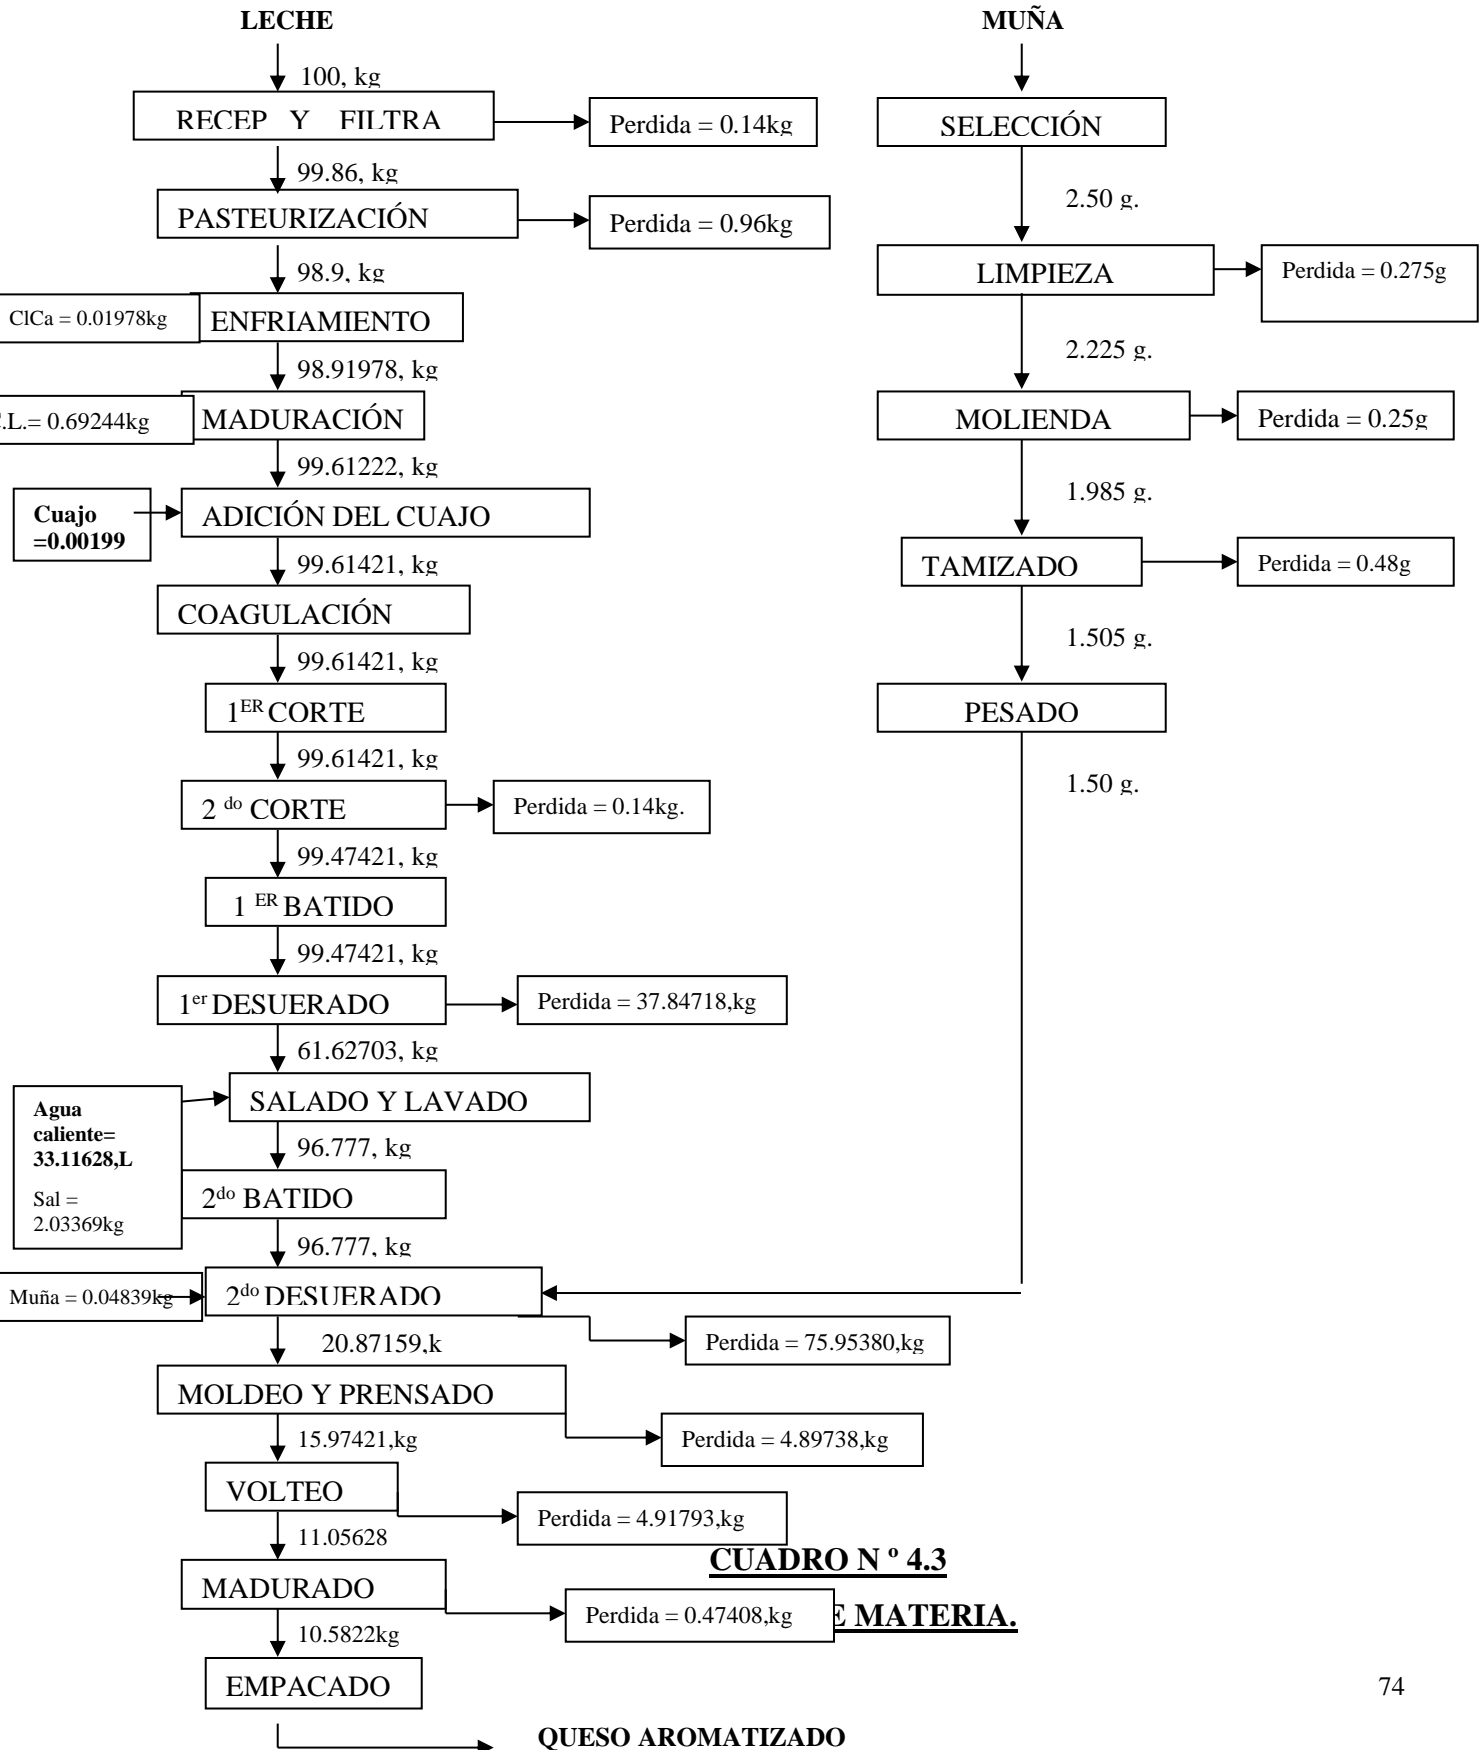 LECHE
100, kg
RECEP Y FILTRA
Perdida = 0.14kg
99.86, kg
PASTEURIZACIÓN
Perdida = 0.96kg
98.9, kg
ClCa = 0.01978kg
ENFRIAMIENTO
98.91978, kg
.L.= 0.69244kg
MADURACIÓN
99.61222, kg
Cuajo
=0.00199
ADICIÓN DEL CUAJO
99.61421, kg
COAGULACIÓN
99.61421, kg
1ER CORTE
99.61421, kg
2 do CORTE
Perdida = 0.14kg.
99.47421, kg
1 ER BATIDO
99.47421, kg
1er DESUERADO
Perdida = 37.84718,kg
61.62703, kg
Agua
caliente=
33.11628,L
Sal =
2.03369kg
SALADO Y LAVADO
96.777, kg
2do BATIDO
96.777, kg
Muña = 0.04839kg
2do DESUERADO
Perdida = 75.95380,kg
20.87159,k
MOLDEO Y PRENSADO
Perdida = 4.89738,kg
15.97421,kg
VOLTEO
Perdida = 4.91793,kg
11.05628
MADURADO
Perdida = 0.47408,kg
10.5822kg
EMPACADO
QUESO AROMATIZADO
MUÑA
SELECCIÓN
2.50 g.
LIMPIEZA
Perdida = 0.275g
2.225 g.
MOLIENDA
Perdida = 0.25g
1.985 g.
TAMIZADO
Perdida = 0.48g
1.505 g.
PESADO
1.50 g.
CUADRO N º 4.3
E MATERIA.
74